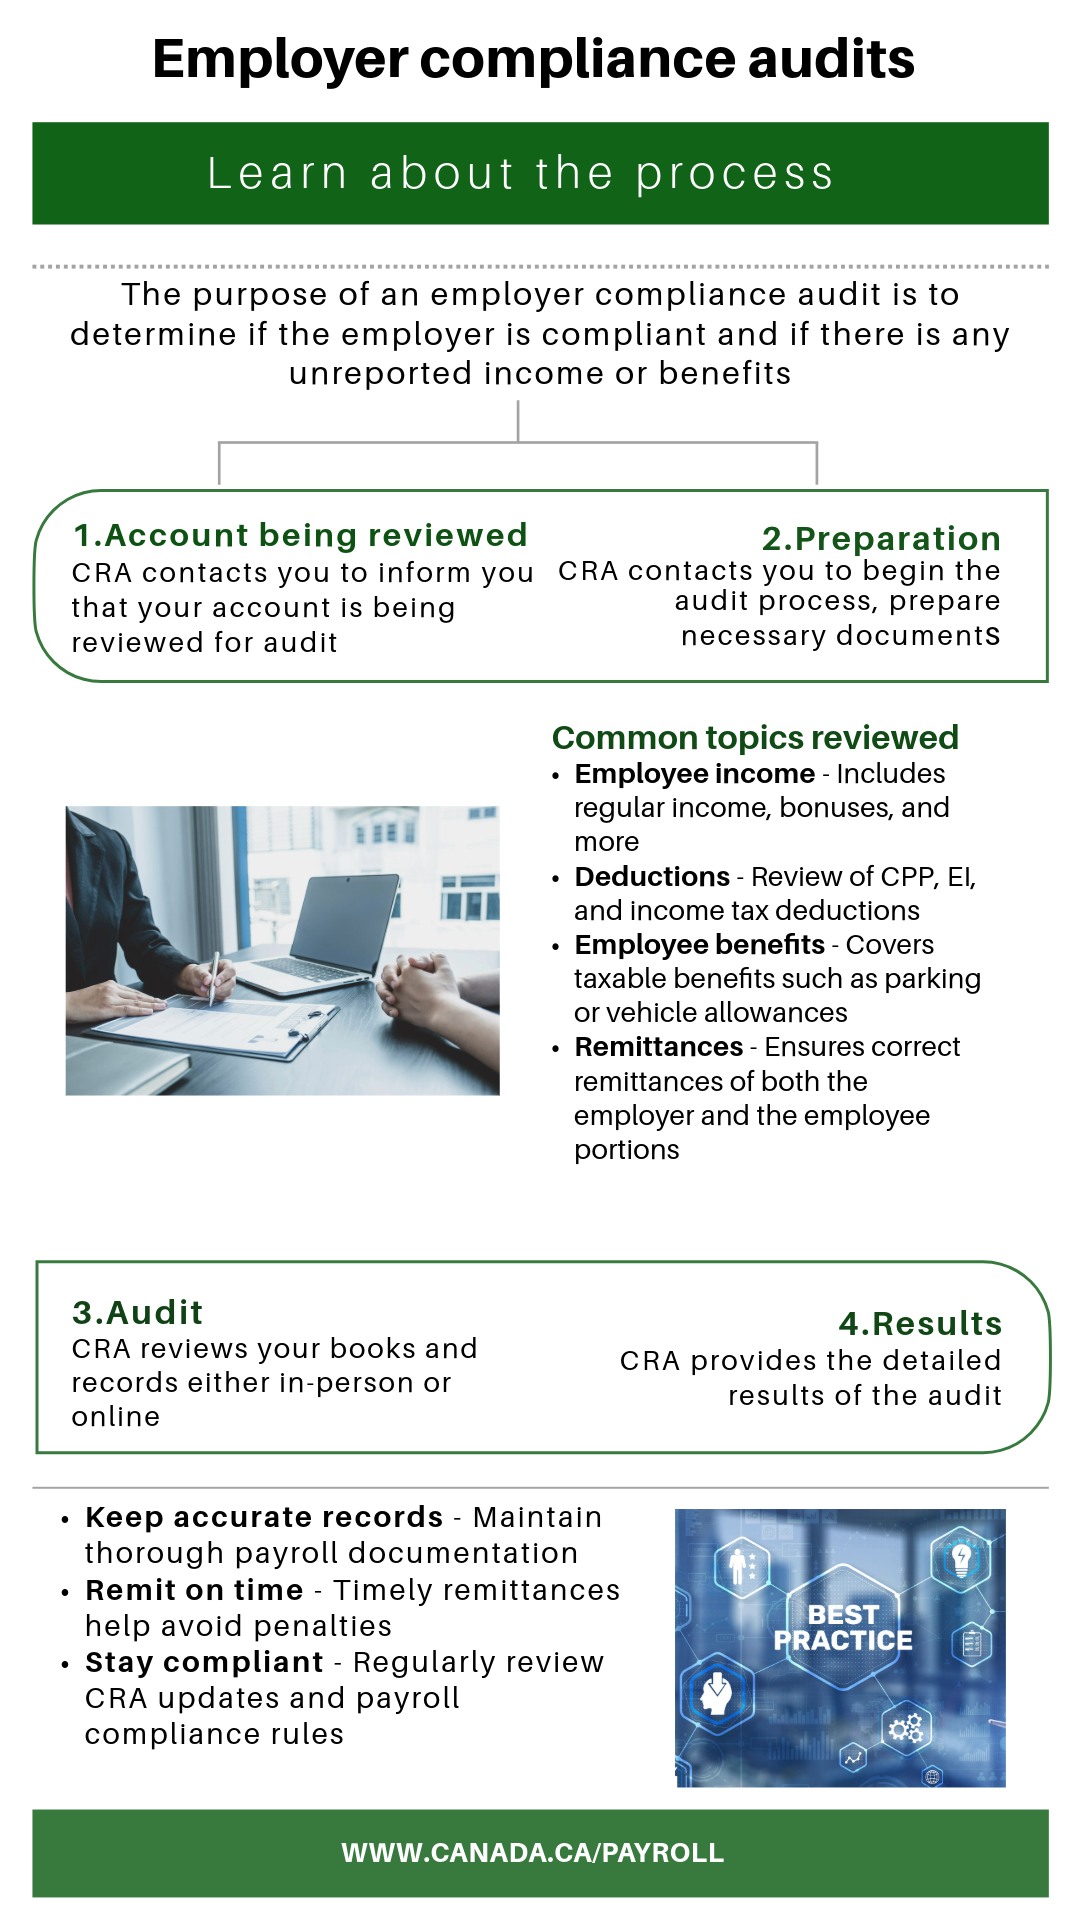 Employer compliance audits
Learn about the process
The purpose of an employer compliance audit is to
determine if the employer is compliant and if there is any
unreported income or benefits
1.Account being reviewed
CRA contacts you to inform you
that your account is being
reviewed for audit
2.Preparation
CRA contacts you to begin the
audit process, prepare
necessary documents
Common topics reviewed
• Employee income - Includes
regular income, bonuses, and
more
• Deductions - Review of CPP, EI,
and income tax deductions
• Employee benefits - Covers
taxable benefits such as parking
or vehicle allowances
• Remittances - Ensures correct
remittances of both the
employer and the employee
portions
3.Audit
CRA reviews your books and
records either in-person or
online
4.Results
CRA provides the detailed
results of the audit
• Keep accurate records - Maintain
thorough payroll documentation
• Remit on time - Timely remittances
help avoid penalties
• Stay compliant - Regularly review
CRA updates and payroll
compliance rules
BEST
PRACTICE
WWW.CANADA.CA/PAYROLL